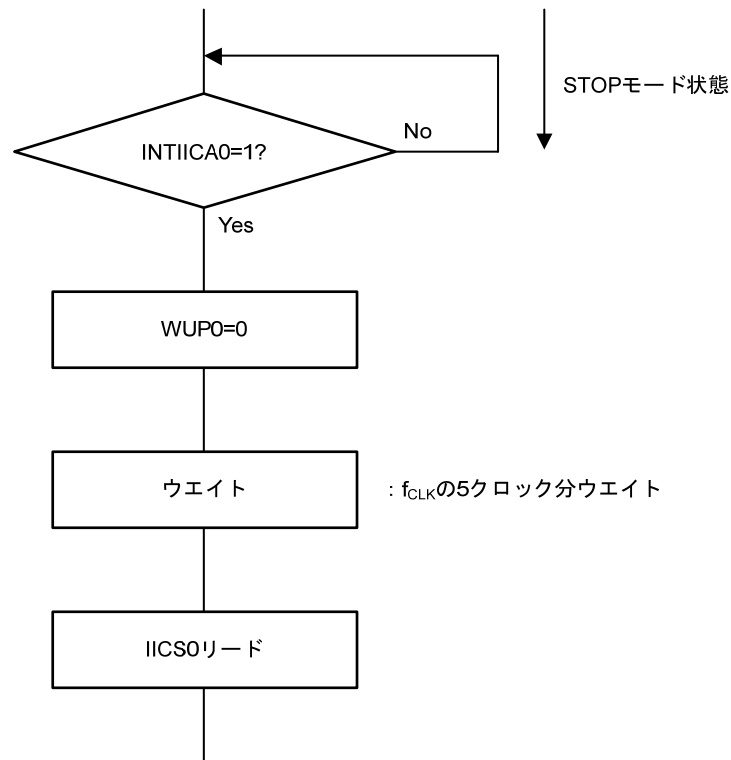 STOPモード状態
No
INTIICA0=1?
Yes
WUP0=0
ウエイト
：fCLKの5クロック分ウエイト
IICS0リード